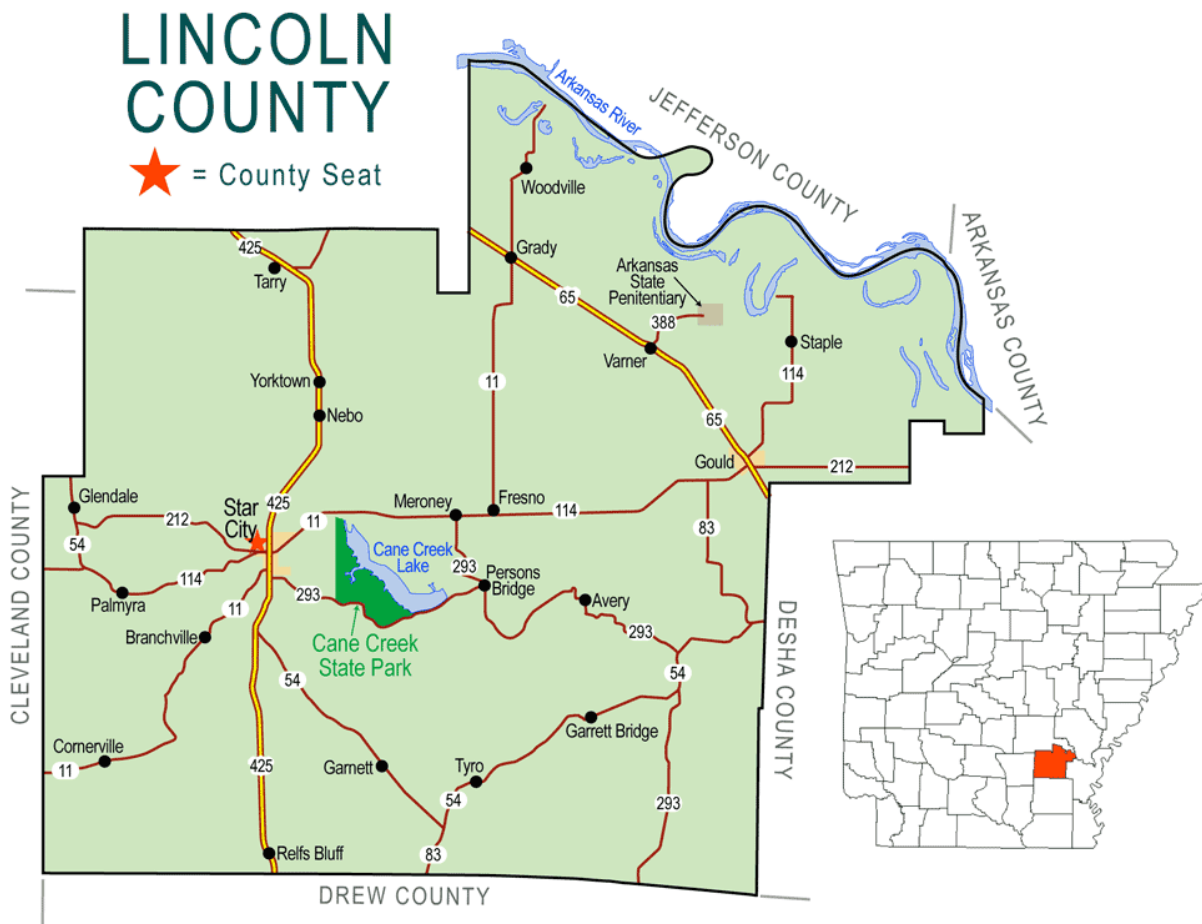 LINCOLN
COUNTY
= County Seat
Arkansas River
JEFFERSON COUNTY
ARKANSAS COUNTY
Woodville
425
Tarry
Grady
65
Arkansas
State
Penitentiary
388
Varner
Staple
114
Yorktown
Nebo
11
65
Gould
212
Glendale
212
54
Star
City
425
11
Meroney
Fresno
114
83
CLEVELAND COUNTY
Cane Creek
Lake
293
Persons
Bridge
114
Palmyra
11
293
Avery
293
Branchville
Cane Creek
State Park
54
54
DESHA COUNTY
Garrett Bridge
Cornerville
11
425
Garnett
Tyro
54
293
83
Relfs Bluff
DREW COUNTY